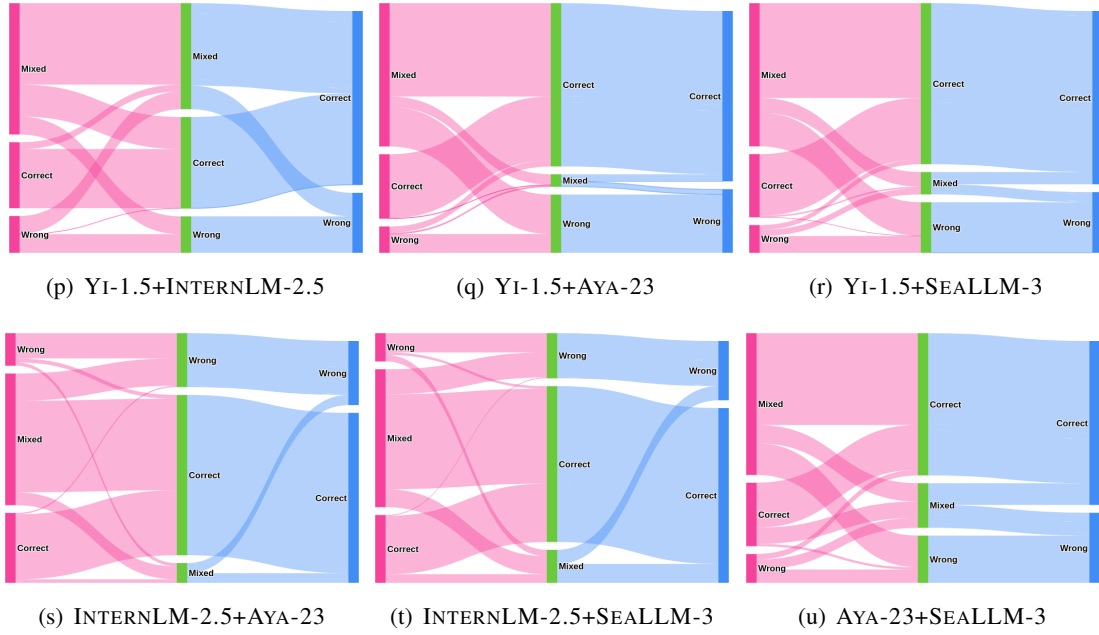 Mixed
Correct
Wrong
Mixed
Correct
Wrong
Correct
Wrong
(p) YI-1.5+INTERNLM-2.5
Mixed
Correct
Wrong
Correct
Mixed
Wrong
Correct
Wrong
(q) YI-1.5+AYA-23
Mixed
Correct
Wrong
Correct
Mixed
Wrong
Correct
Wrong
(r) YI-1.5+SEALLM-3
Wrong
Mixed
Correct
Wrong
Correct
Mixed
Wrong
Correct
(s) INTERNLM-2.5+AYA-23
Wrong
Mixed
Correct
Wrong
Correct
Mixed
Wrong
Correct
(t) INTERNLM-2.5+SEALLM-3
Mixed
Correct
Wrong
Correct
Mixed
Wrong
Correct
Wrong
(u) AYA-23+SEALLM-3